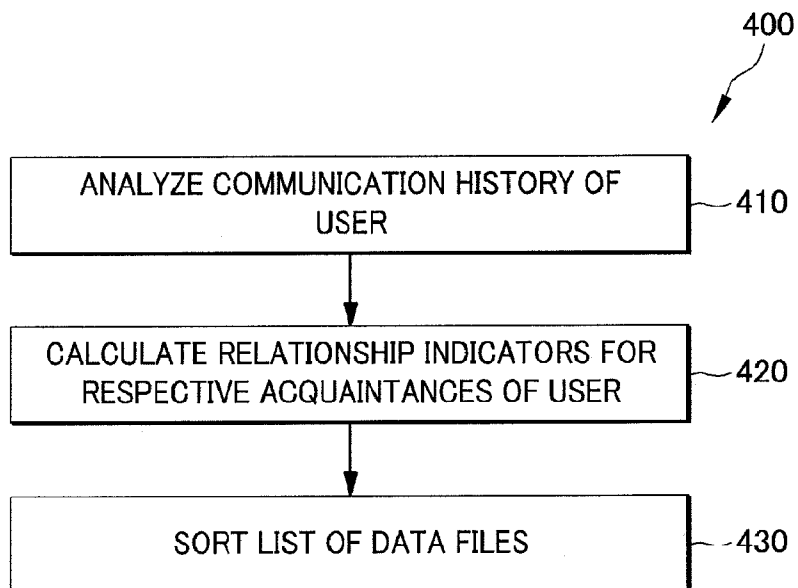 400
ANALYZE COMMUNICATION HISTORY OF
USER
410
CALCULATE RELATIONSHIP INDICATORS FOR
RESPECTIVE ACQUAINTANCES OF USER
420
SORT LIST OF DATA FILES
430